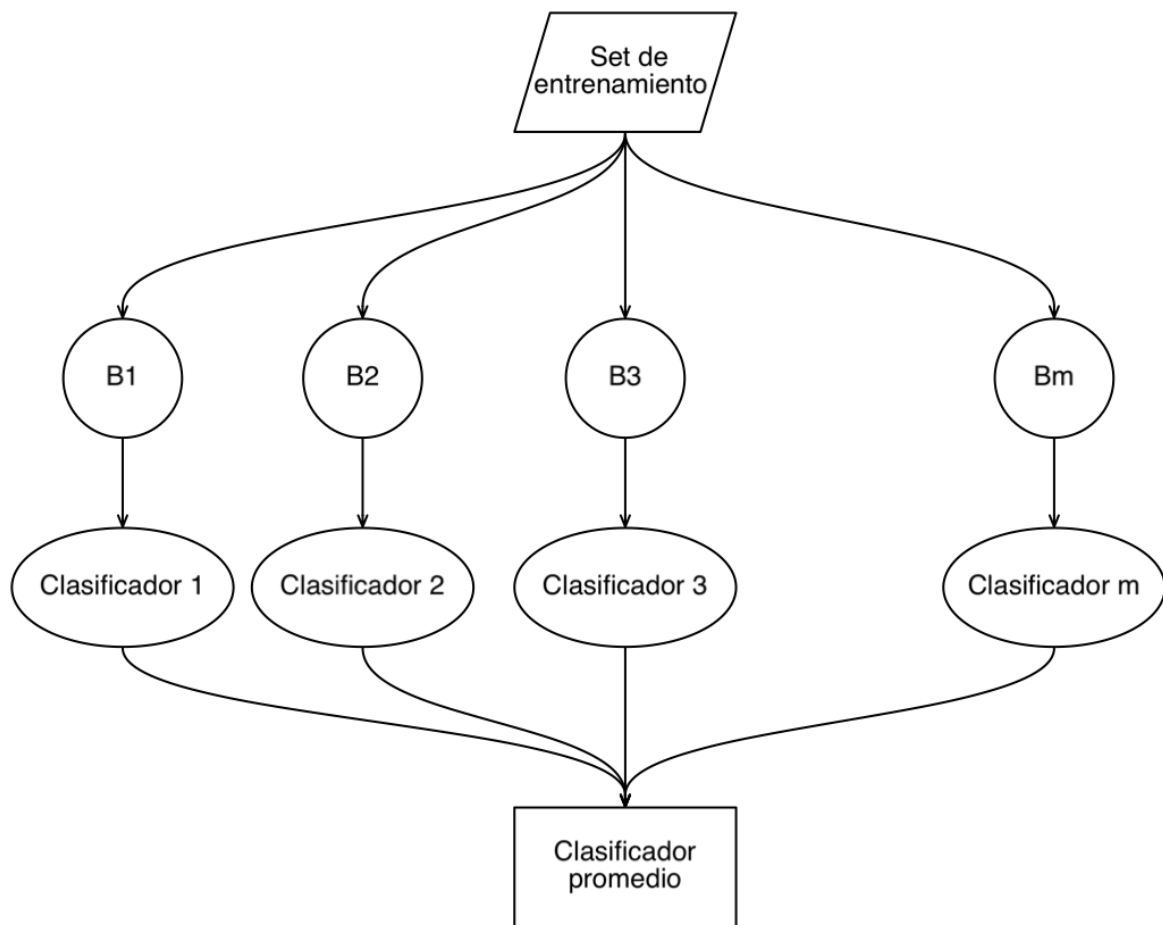 Set de
entrenamiento
B1
B2
B3
Bm
Clasificador 1
Clasificador 2
Clasificador 3
Clasificador m
Clasificador
promedio